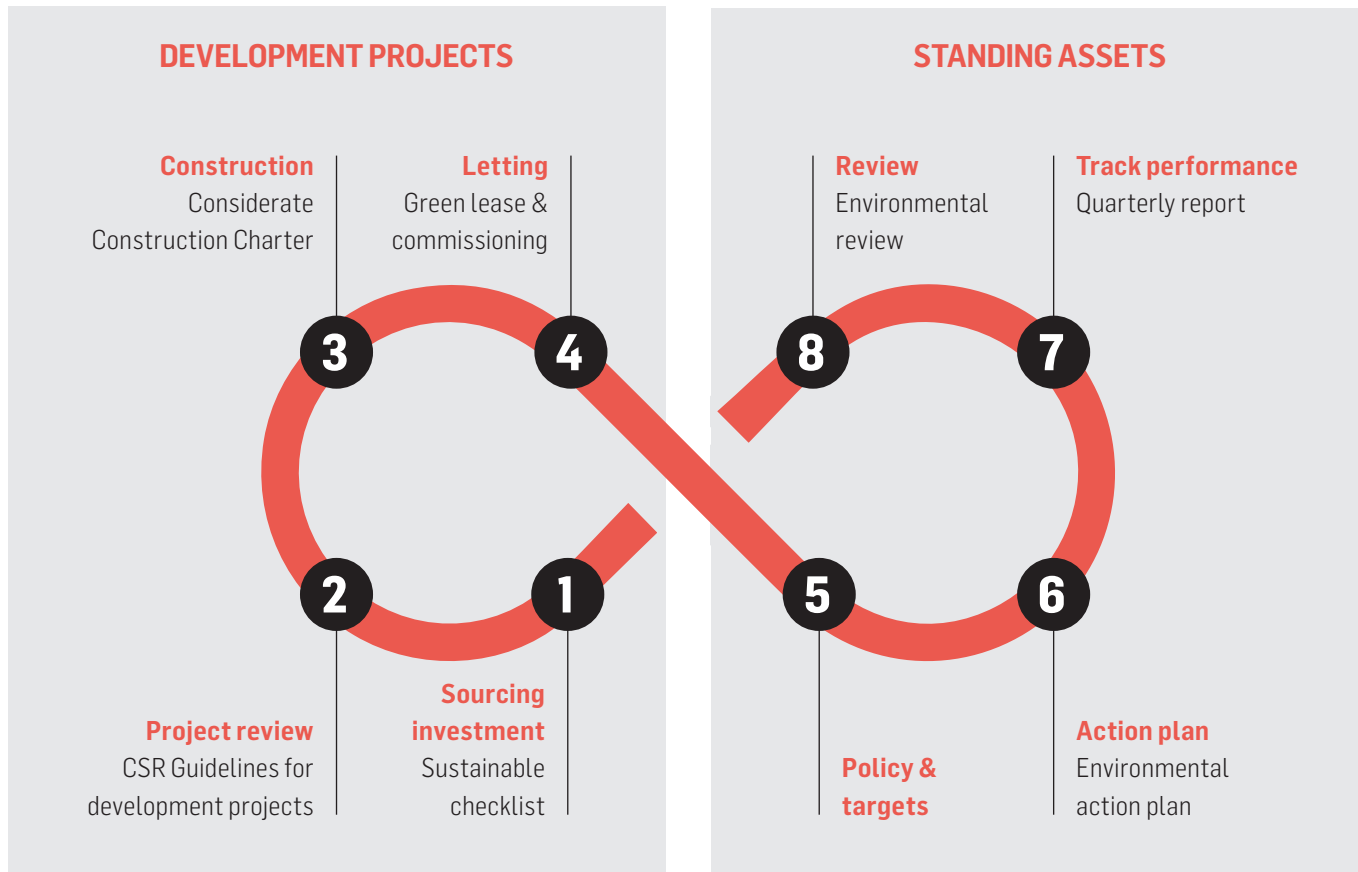 DEVELOPMENT PROJECTS
Construction
Considerate
Construction Charter
Letting
Green lease &
commissioning
3
4
2
1
Project review
CSR Guidelines for
development projects
Sourcing
investment
Sustainable
checklist
STANDING ASSETS
Review
Environmental
review
Track performance
Quarterly report
8
7
5
6
Policy &
targets
Action plan
Environmental
action plan